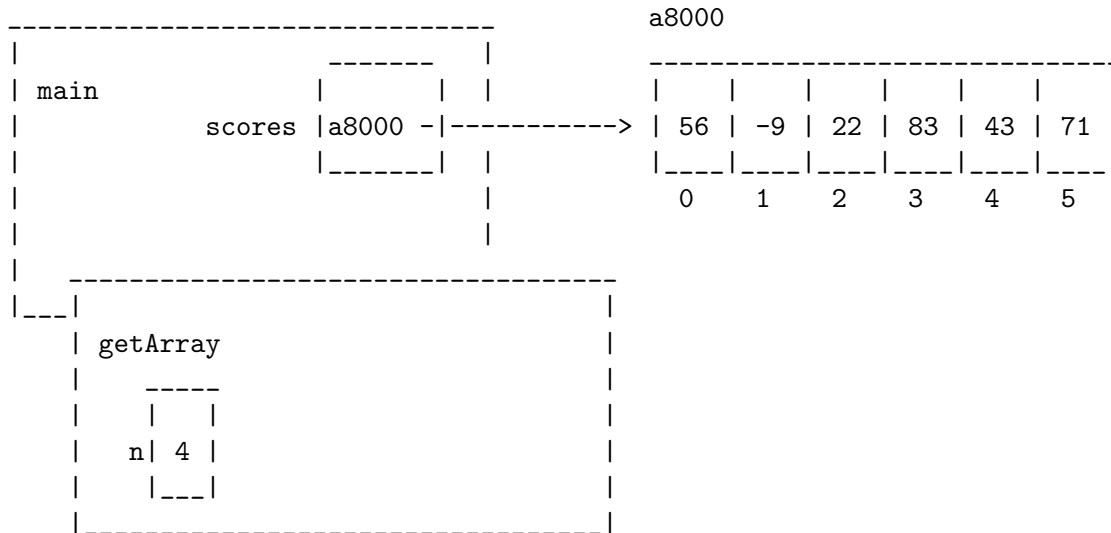 a8000
main
scores a8000 -------------> 56 -9 22 83 43 71
0 1 2 3 4 5
getArray
n 4